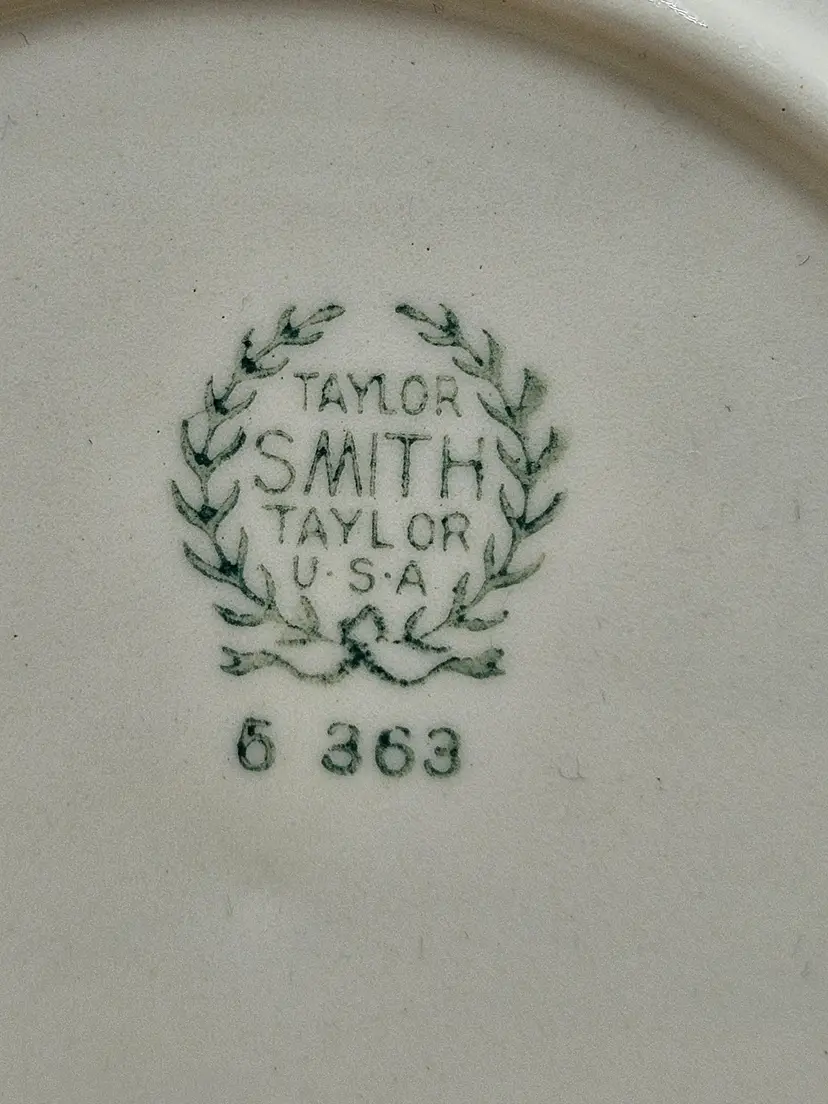 TAYLOR
SMITH
TAYLOR
U·S·A
6 363